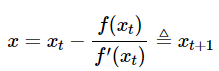 $x = x_t - \frac{f(x_t)}{f'(x_t)} \triangleq x_{t+1}$